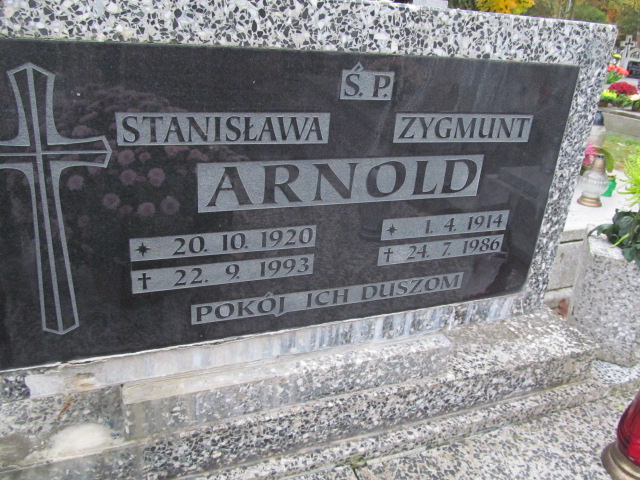 Ś.P.
STANISŁAWA ZYGMUNT
ARNOLD
* 20. 10. 1920 * 1. 4. 1914
† 22. 9. 1993 † 24. 7. 1986
POKÓJ ICH DUSZOM